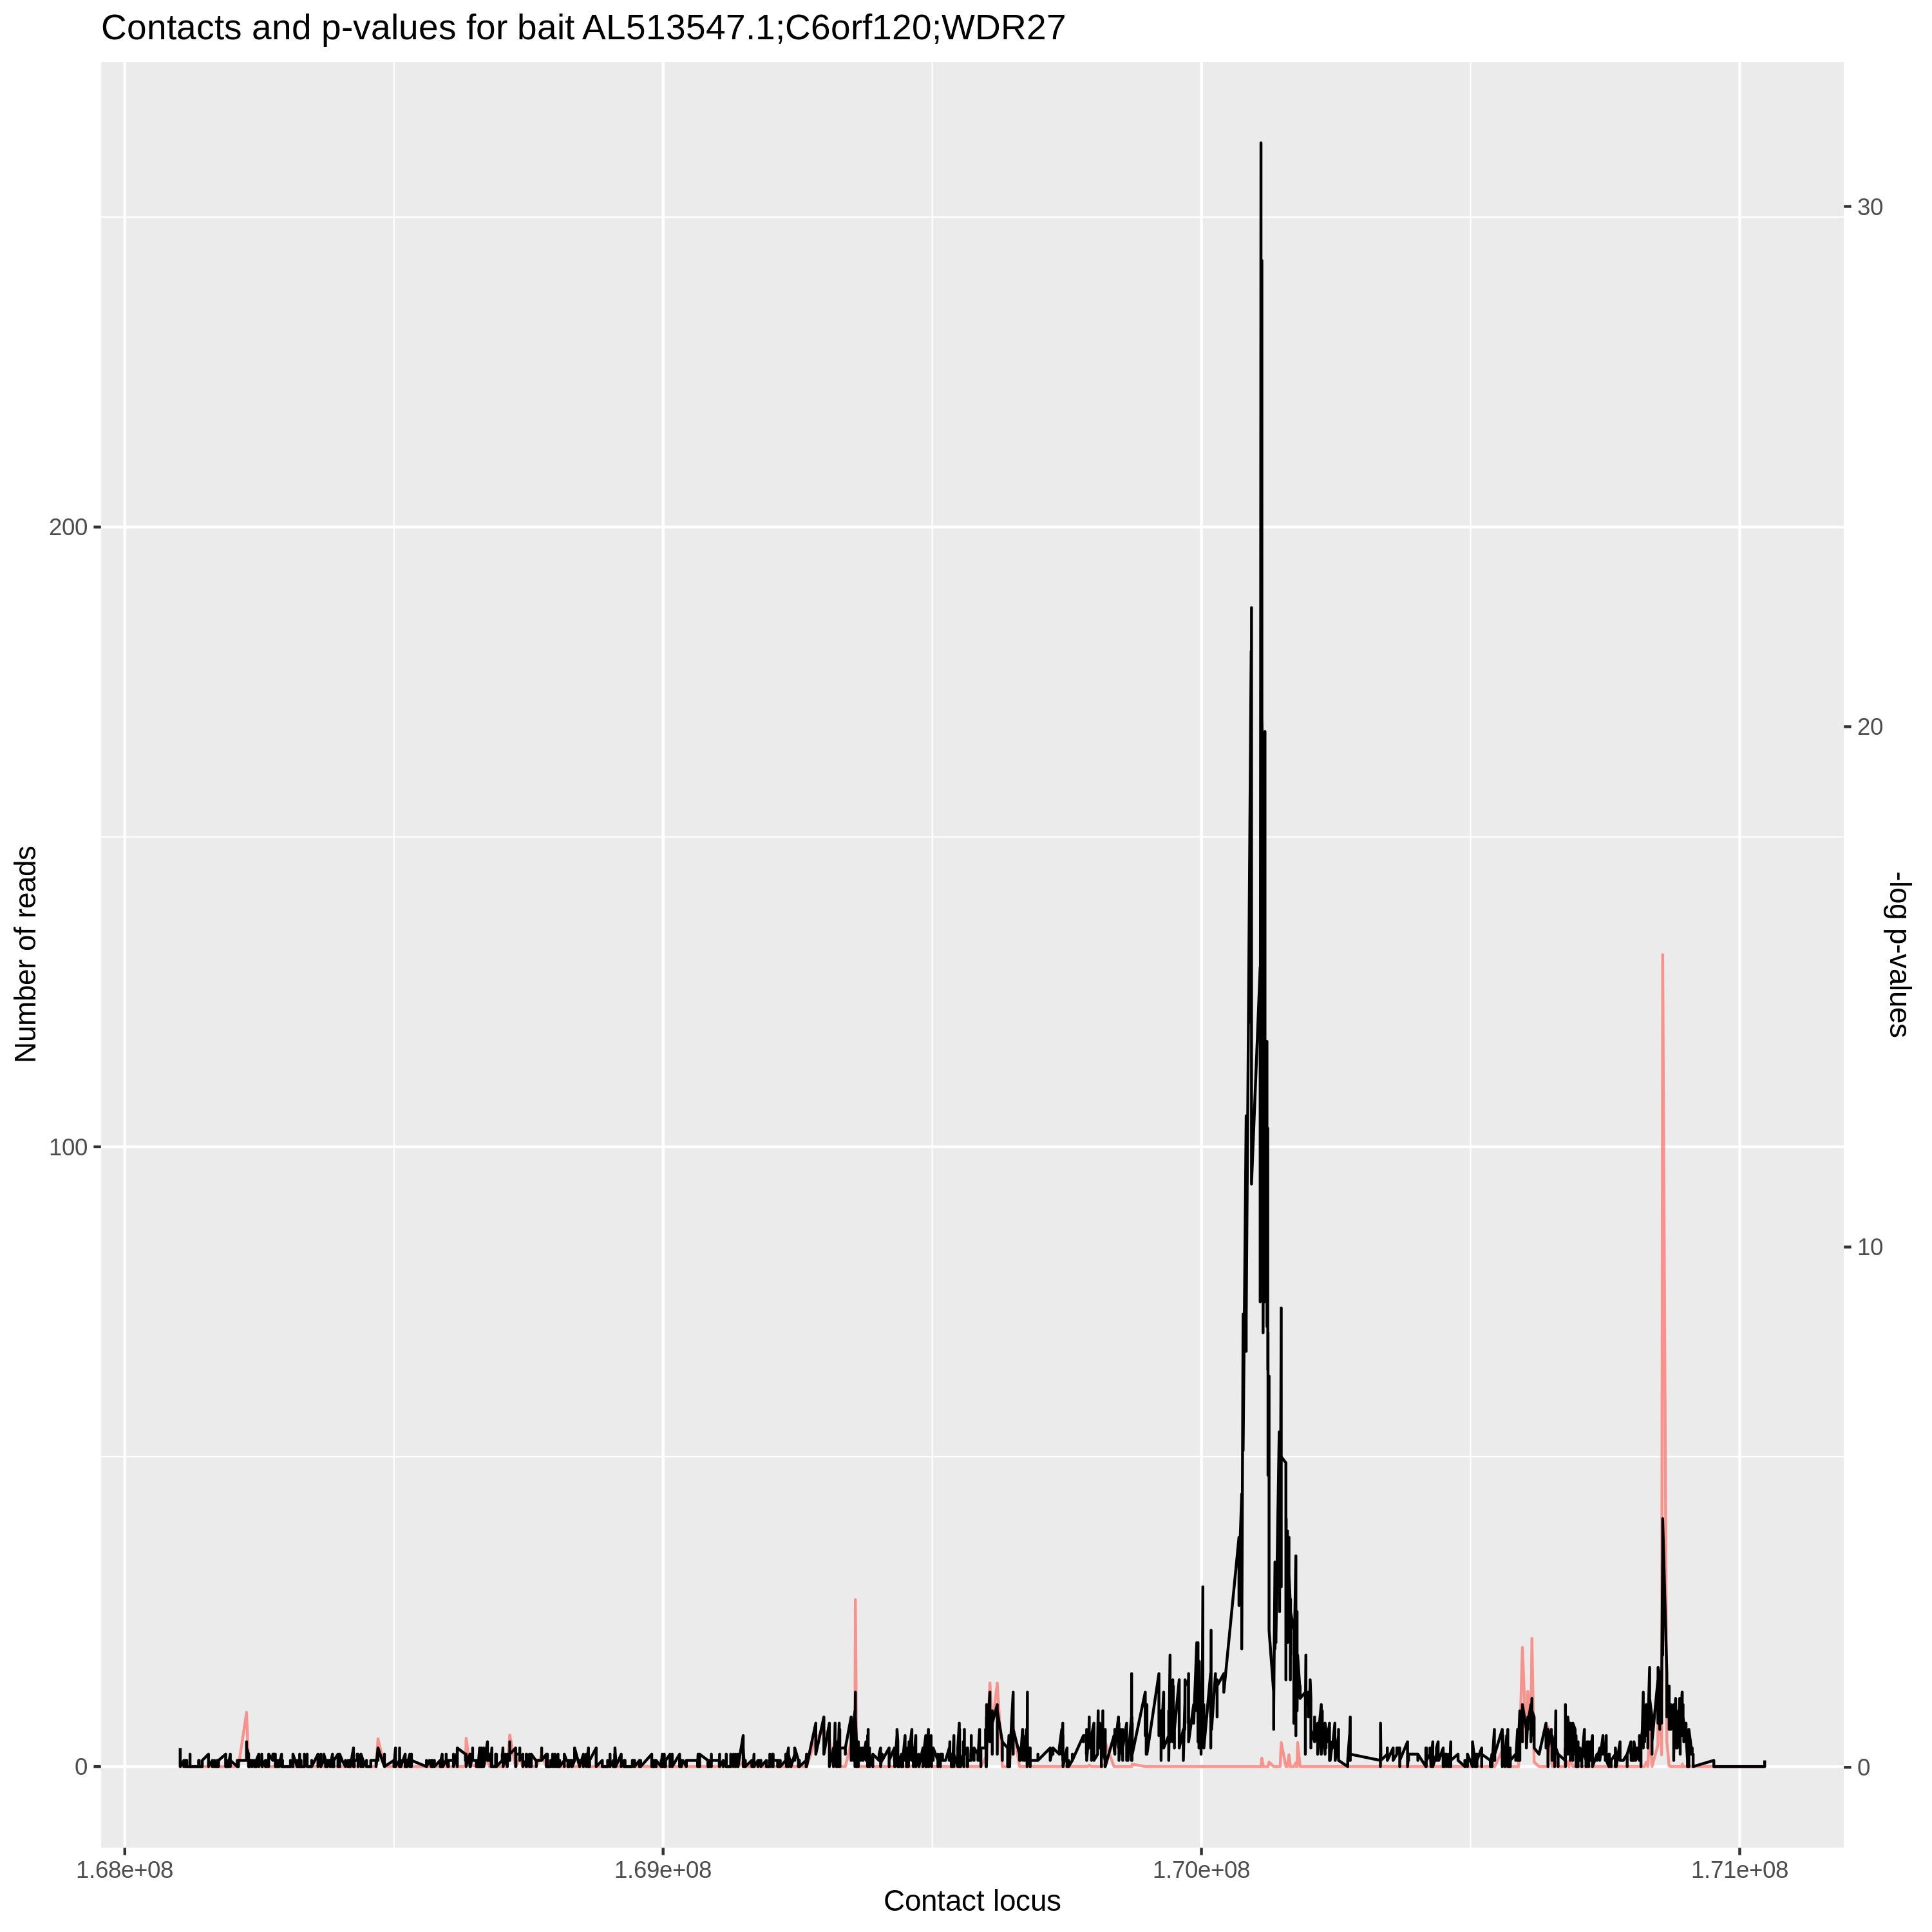 Contacts and p-values for bait AL513547.1;C6orf120;WDR27
Number of reads
200
100
0
30
20
10
0
-log p-values
1.68e+08
1.69e+08
1.70e+08
1.71e+08
Contact locus